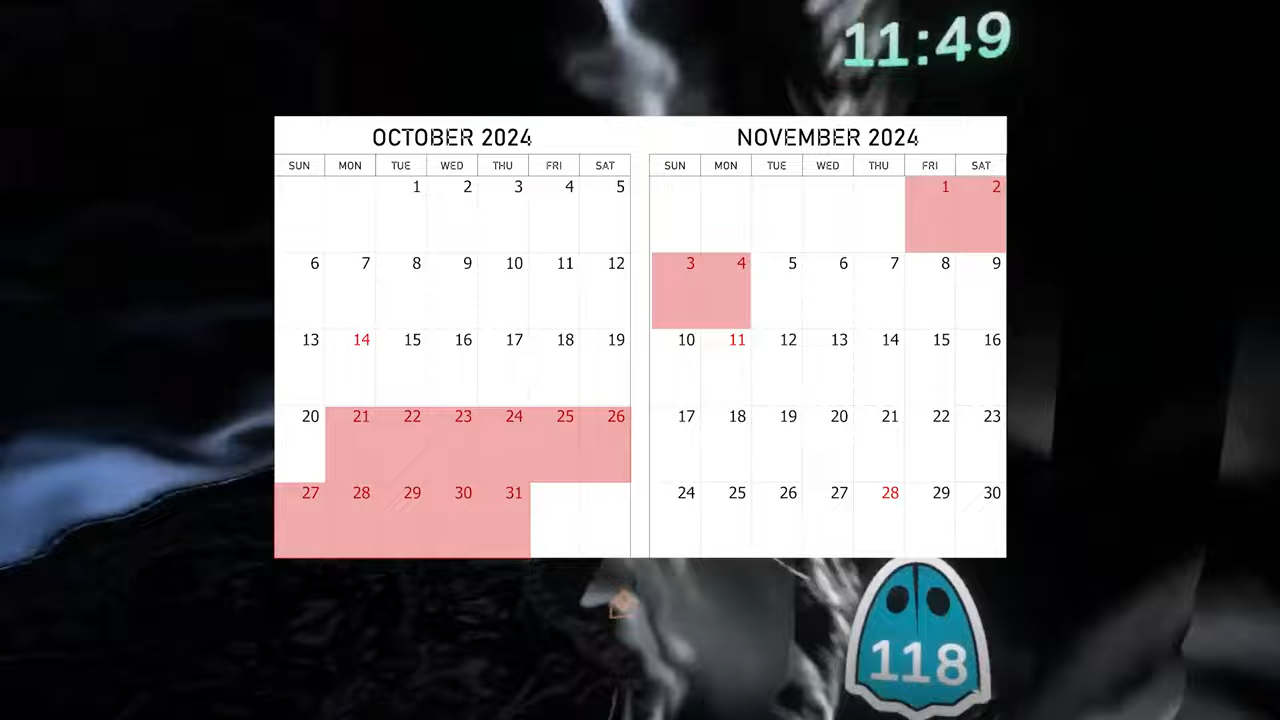 11:49
OCTOBER 2024
SUN MON TUE WED THU FRI SAT
1 2 3 4 5
6 7 8 9 10 11 12
13 14 15 16 17 18 19
20 21 22 23 24 25 26
27 28 29 30 31
NOVEMBER 2024
SUN MON TUE WED THU FRI SAT
1 2
3 4 5 6 7 8 9
10 11 12 13 14 15 16
17 18 19 20 21 22 23
24 25 26 27 28 29 30
118